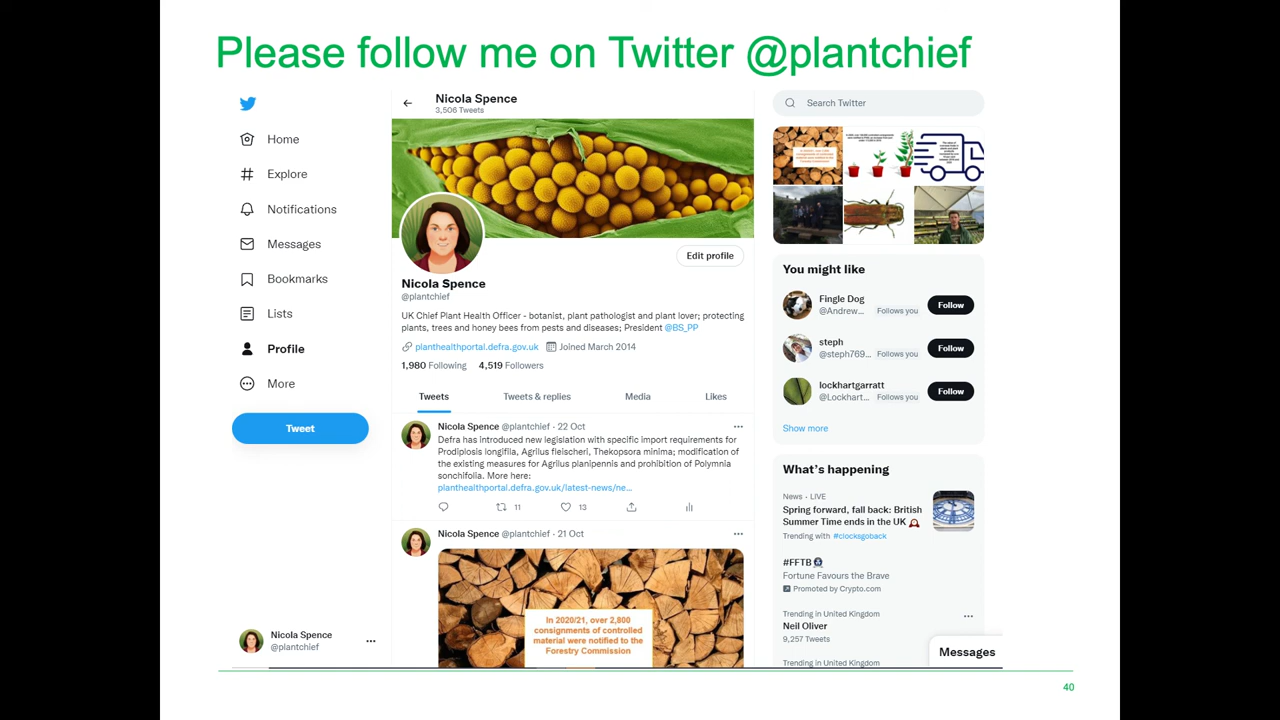 Please follow me on Twitter @plantchief
Home
Explore
Notifications
Messages
Bookmarks
Lists
Profile
More
Tweet
Nicola Spence
@plantchief
Nicola Spence
3,506 Tweets
Edit profile
Nicola Spence
@plantchief
UK Chief Plant Health Officer - botanist, plant pathologist and plant lover; protecting
plants, trees and honey bees from pests and diseases; President @BS_PP
planthealthportal.defra.gov.uk Joined March 2014
1,980 Following 4,519 Followers
Tweets Tweets & replies Media Likes
Nicola Spence @plantchief · 22 Oct
Defra has introduced new legislation with specific import requirements for
Prodiplosis longifila, Agrilus fleischeri, Thekopsora minima; modification of
the existing measures for Agrilus planipennis and prohibition of Polymnia
sonchifolia. More here:
planthealthportal.defra.gov.uk/latest-news/ne...
11 13
Nicola Spence @plantchief · 21 Oct
In 2020/21, over 2,800
consignments of controlled
material were notified to the
Forestry Commission
Search Twitter
You might like
Fingle Dog
@Andrew... Follows you Follow
steph
@steph769... Follows you Follow
lockhartgarratt
@Lockhart... Follows you Follow
Show more
What's happening
News · LIVE
Spring forward, fall back: British
Summer Time ends in the UK
Trending with #clocksgoback
#FFTB
Fortune Favours the Brave
Promoted by Crypto.com
Trending in United Kingdom
Neil Oliver
9,257 Tweets
Trending in United Kingdom
Messages
40